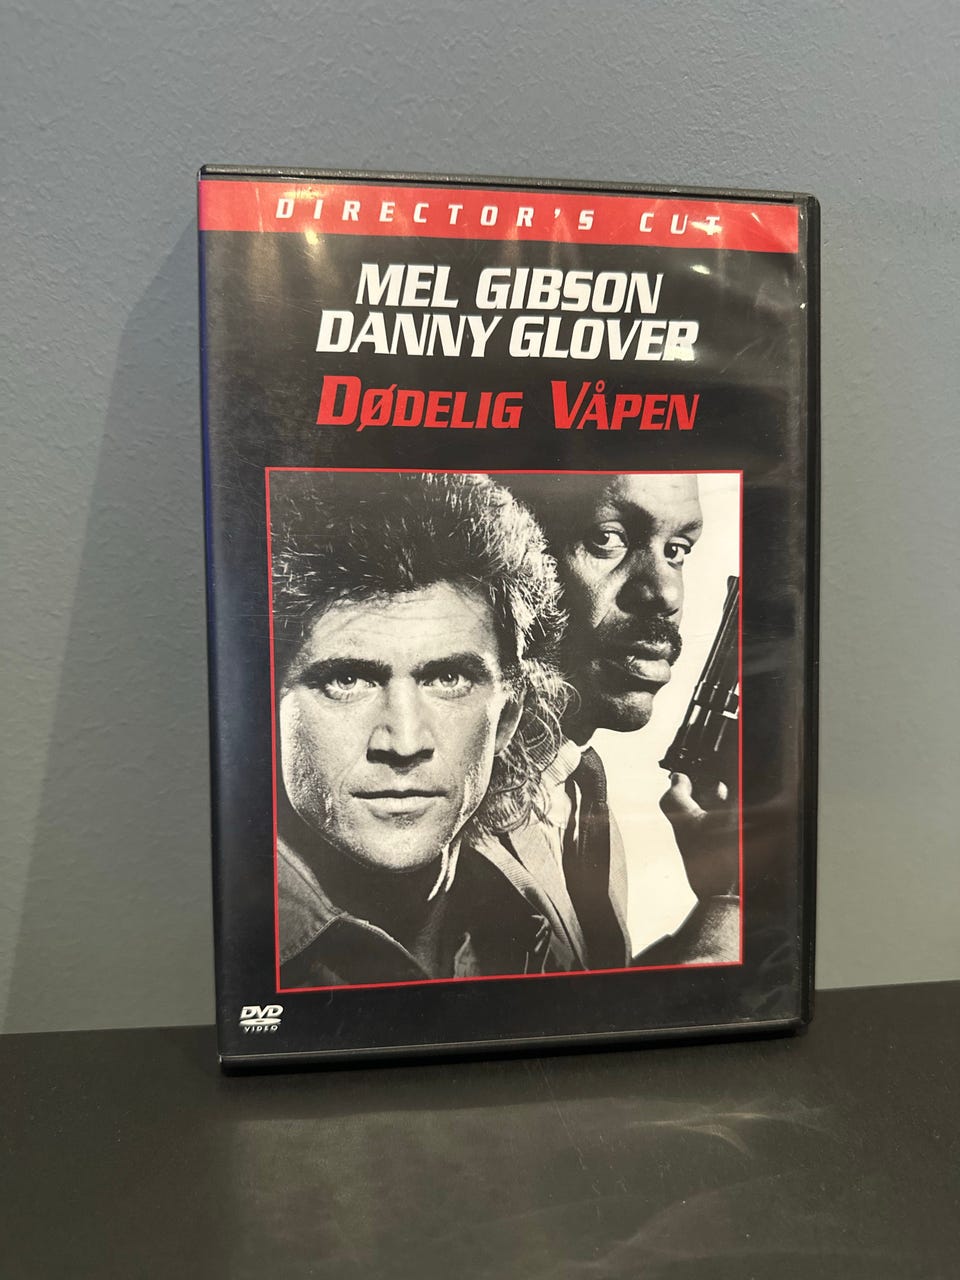 DIRECTOR'S CUT
MEL GIBSON
DANNY GLOVER
DØDELIG VÅPEN
DVD
VIDEO